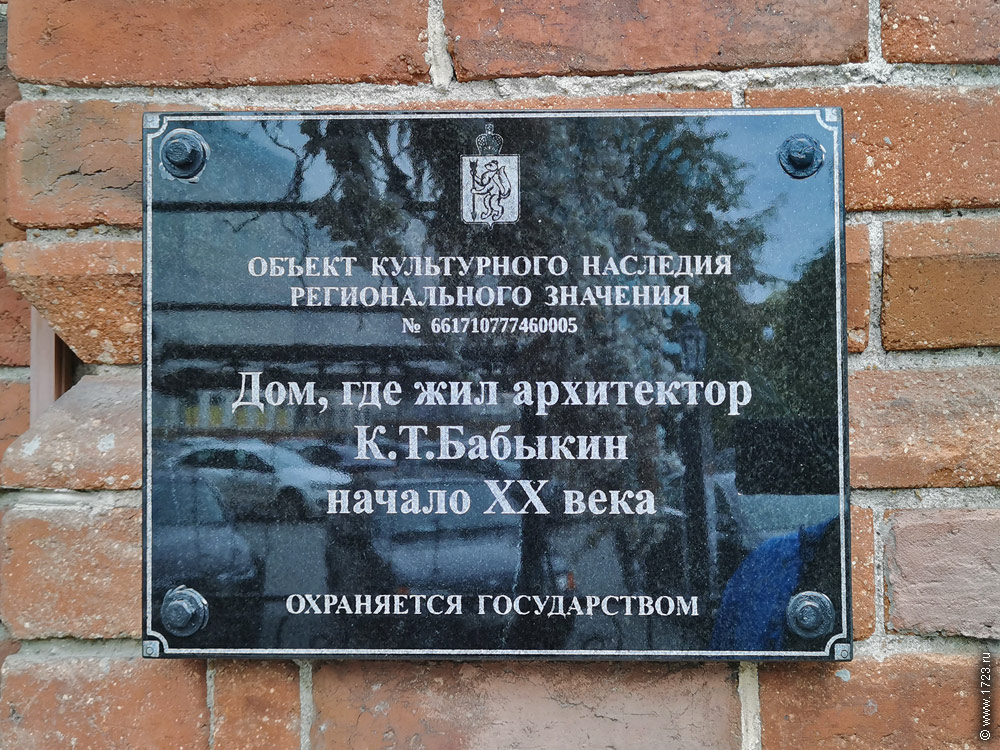 ОБЪЕКТ КУЛЬТУРНОГО НАСЛЕДИЯ
РЕГИОНАЛЬНОГО ЗНАЧЕНИЯ
№ 661710777460005
Дом, где жил архитектор
К.Т.Бабыкин
начало XX века
ОХРАНЯЕТСЯ ГОСУДАРСТВОМ
© www.1723.ru